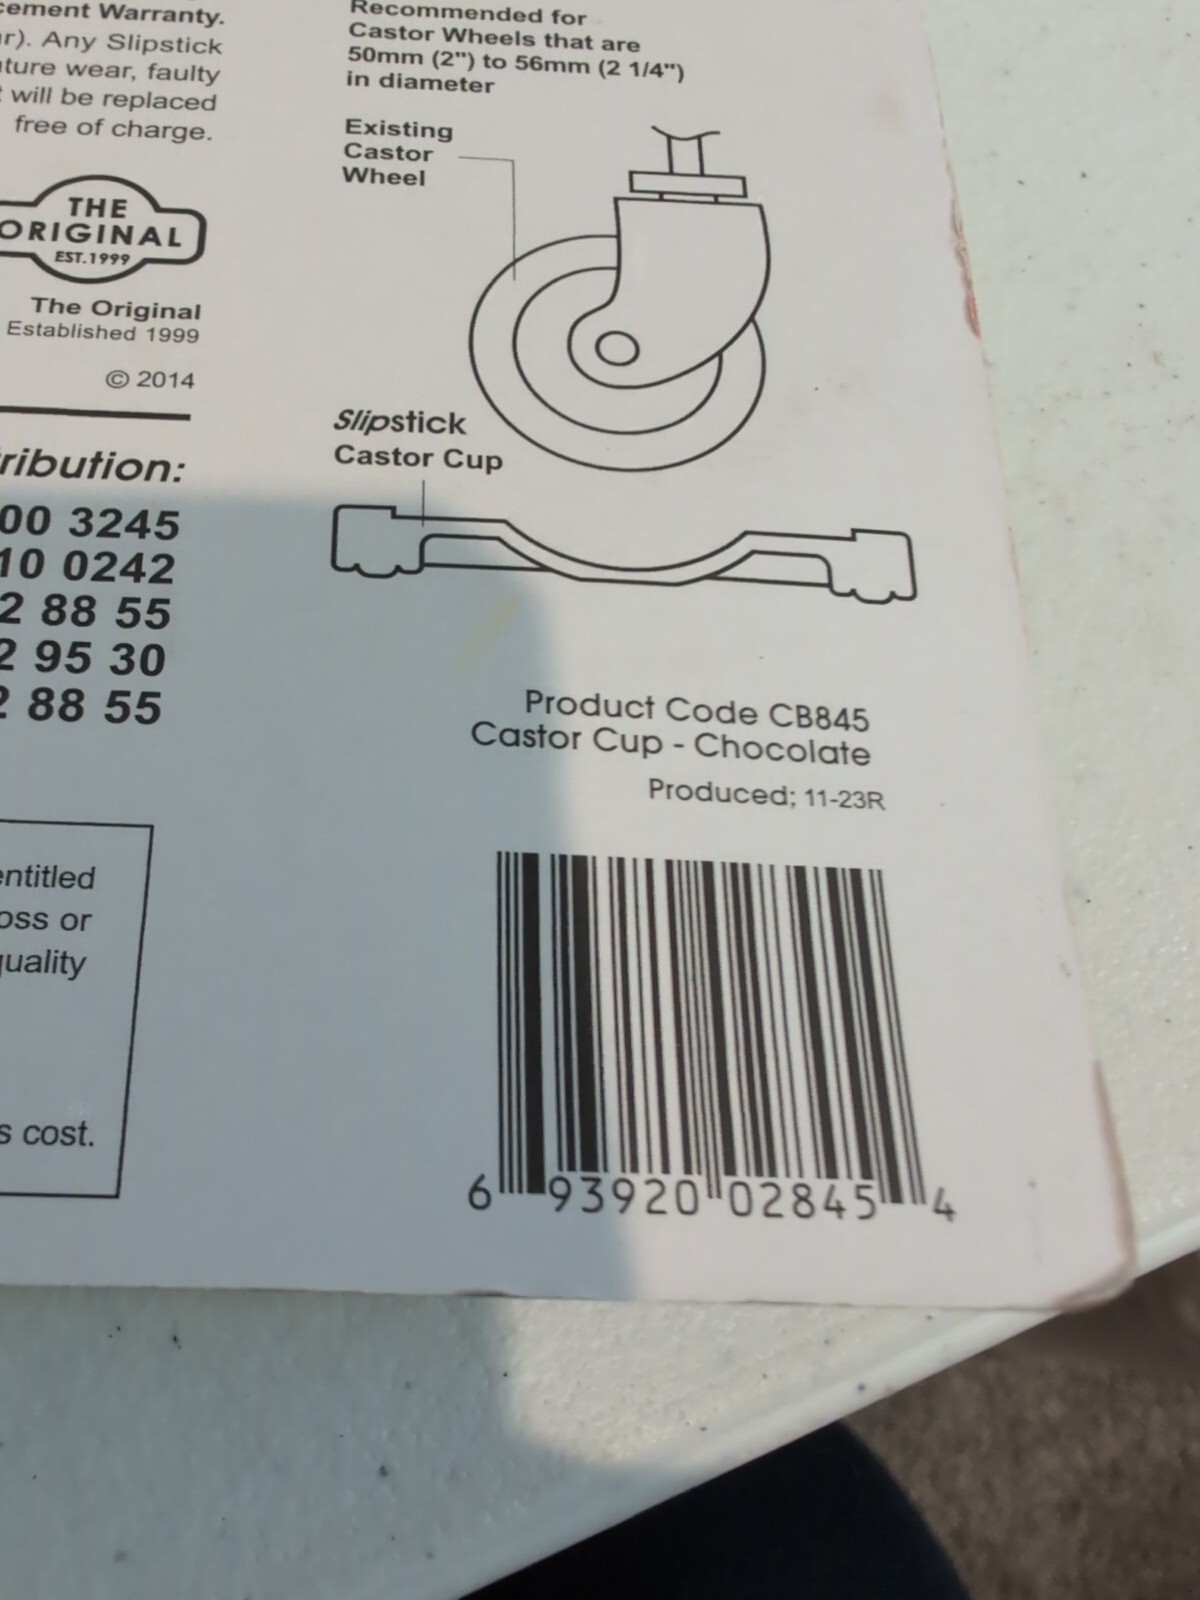 cement Warranty.
r). Any Slipstick
ture wear, faulty
t will be replaced
free of charge.
THE
ORIGINAL
EST.1999
The Original
Established 1999
© 2014
ribution:
00 3245
10 0242
2 88 55
2 95 30
2 88 55
entitled
oss or
quality
s cost.
Recommended for
Castor Wheels that are
50mm (2") to 56mm (2 1/4")
in diameter
Existing
Castor
Wheel
Slipstick
Castor Cup
Product Code CB845
Castor Cup - Chocolate
Produced; 11-23R
6 93920 02845 4